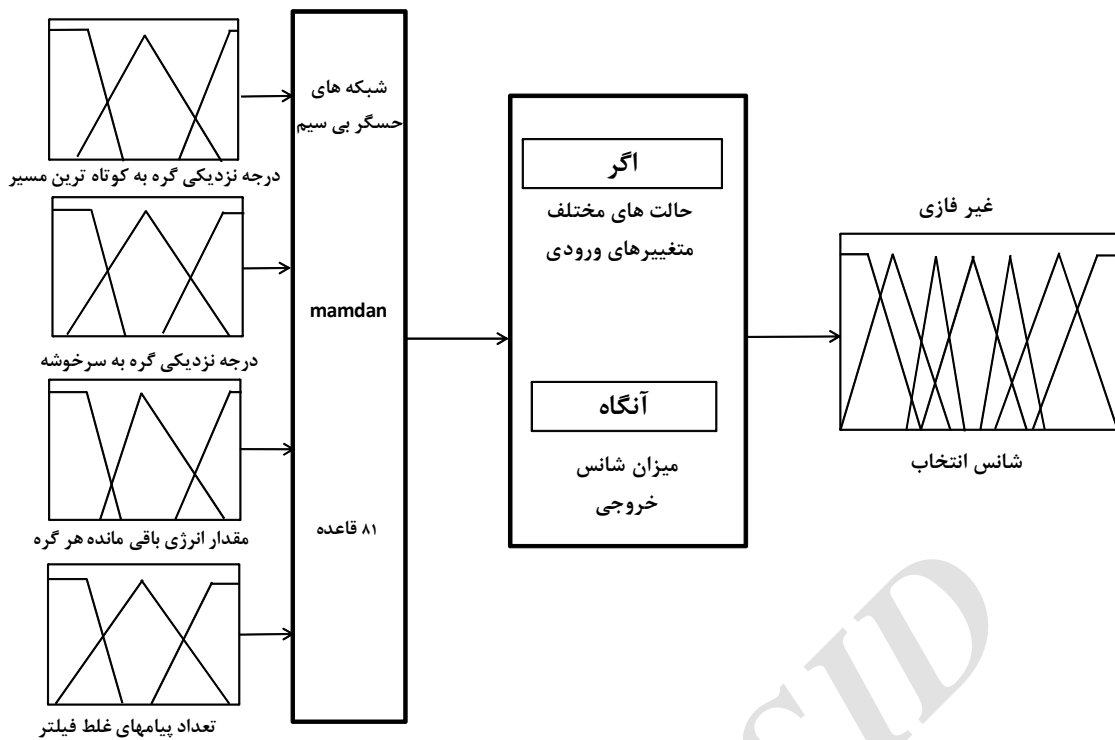 درجه نزدیکی گره به کوتاه ترین مسیر
درجه نزدیکی گره به سرخوشه
مقدار انرژی باقی مانده هر گره
تعداد پیامهای غلط فیلتر
شبکه های
حسگر بی سیم
mamdan
۸۱ قاعده
اگر
حالت های مختلف
متغییرهای ورودی
آنگاه
میزان شانس
خروجی
غیر فازی
شانس انتخاب
SID